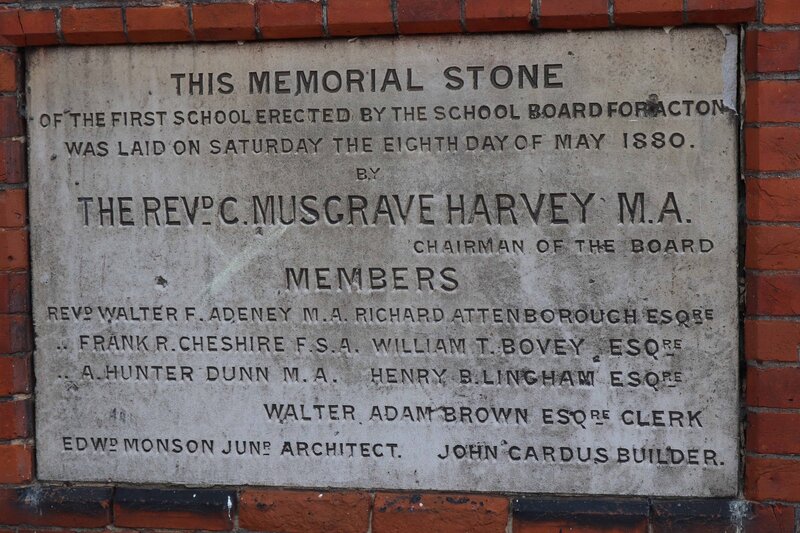 THIS MEMORIAL STONE
OF THE FIRST SCHOOL ERECTED BY THE SCHOOL BOARD FOR ACTON
WAS LAID ON SATURDAY THE EIGHTH DAY OF MAY 1880.
BY
THE REVD C. MUSGRAVE HARVEY M.A.
CHAIRMAN OF THE BOARD
MEMBERS
REVD WALTER F. ADENEY M.A. RICHARD ATTENBOROUGH ESQRE
.. FRANK R. CHESHIRE F.S.A. WILLIAM T. BOVEY ESQRE
.. A. HUNTER DUNN M.A. HENRY B. LINGHAM ESQRE
WALTER ADAM BROWN ESQRE CLERK
EDWD MONSON JUNR ARCHITECT. JOHN CARDUS BUILDER.